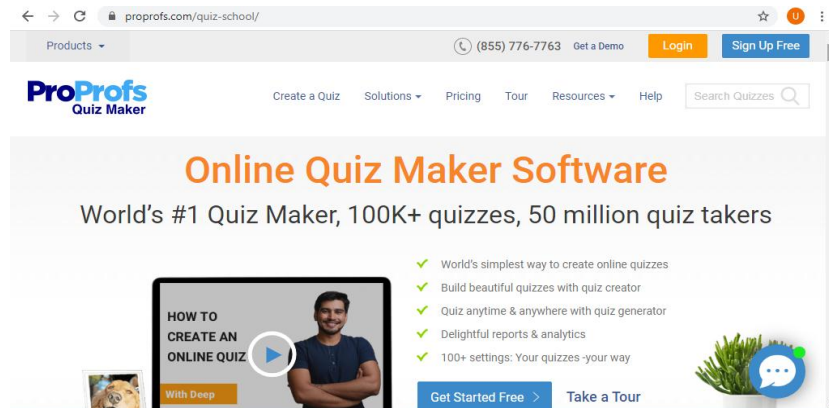 proprofs.com/quiz-school/
U
Products
(855) 776-7763 Get a Demo Login Sign Up Free
ProProfs
Quiz Maker
Create a Quiz Solutions Pricing Tour Resources Help Search Quizzes
Online Quiz Maker Software
World's #1 Quiz Maker, 100K+ quizzes, 50 million quiz takers
HOW TO
CREATE AN
ONLINE QUIZ
With Deep
World's simplest way to create online quizzes
Build beautiful quizzes with quiz creator
Quiz anytime & anywhere with quiz generator
Delightful reports & analytics
100+ settings: Your quizzes -your way
Get Started Free > Take a Tour